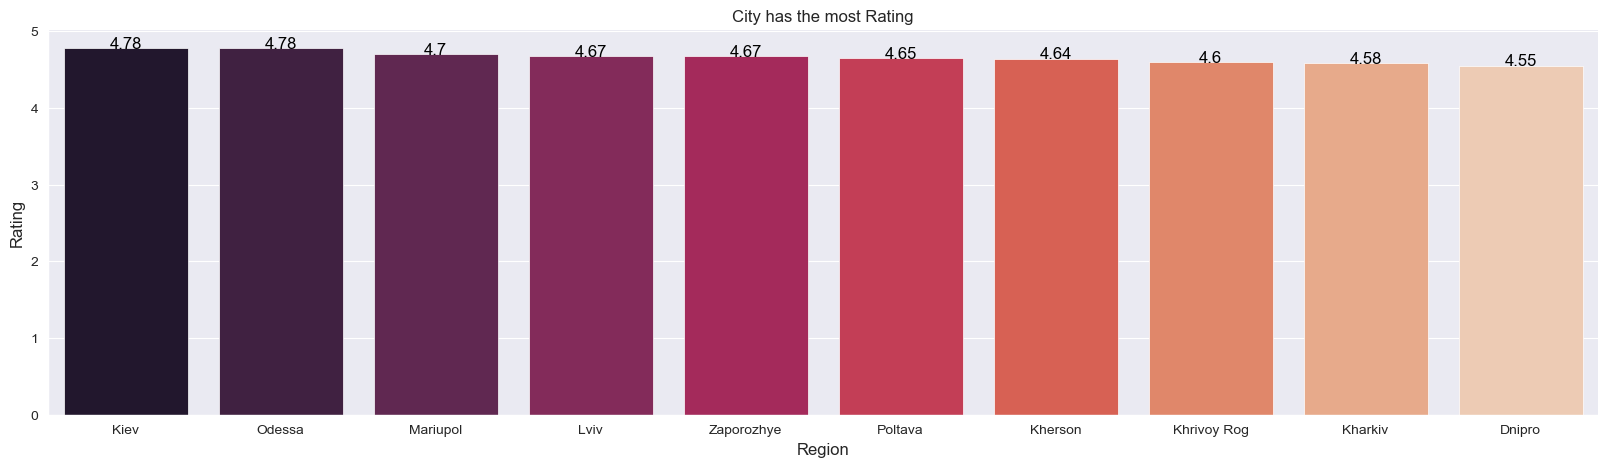 City has the most Rating
5
4
3
2
1
0
Rating
4.78 4.78 4.7 4.67 4.67 4.65 4.64 4.6 4.58 4.55
Kiev Odessa Mariupol Lviv Zaporozhye Poltava Kherson Khrivoy Rog Kharkiv Dnipro
Region